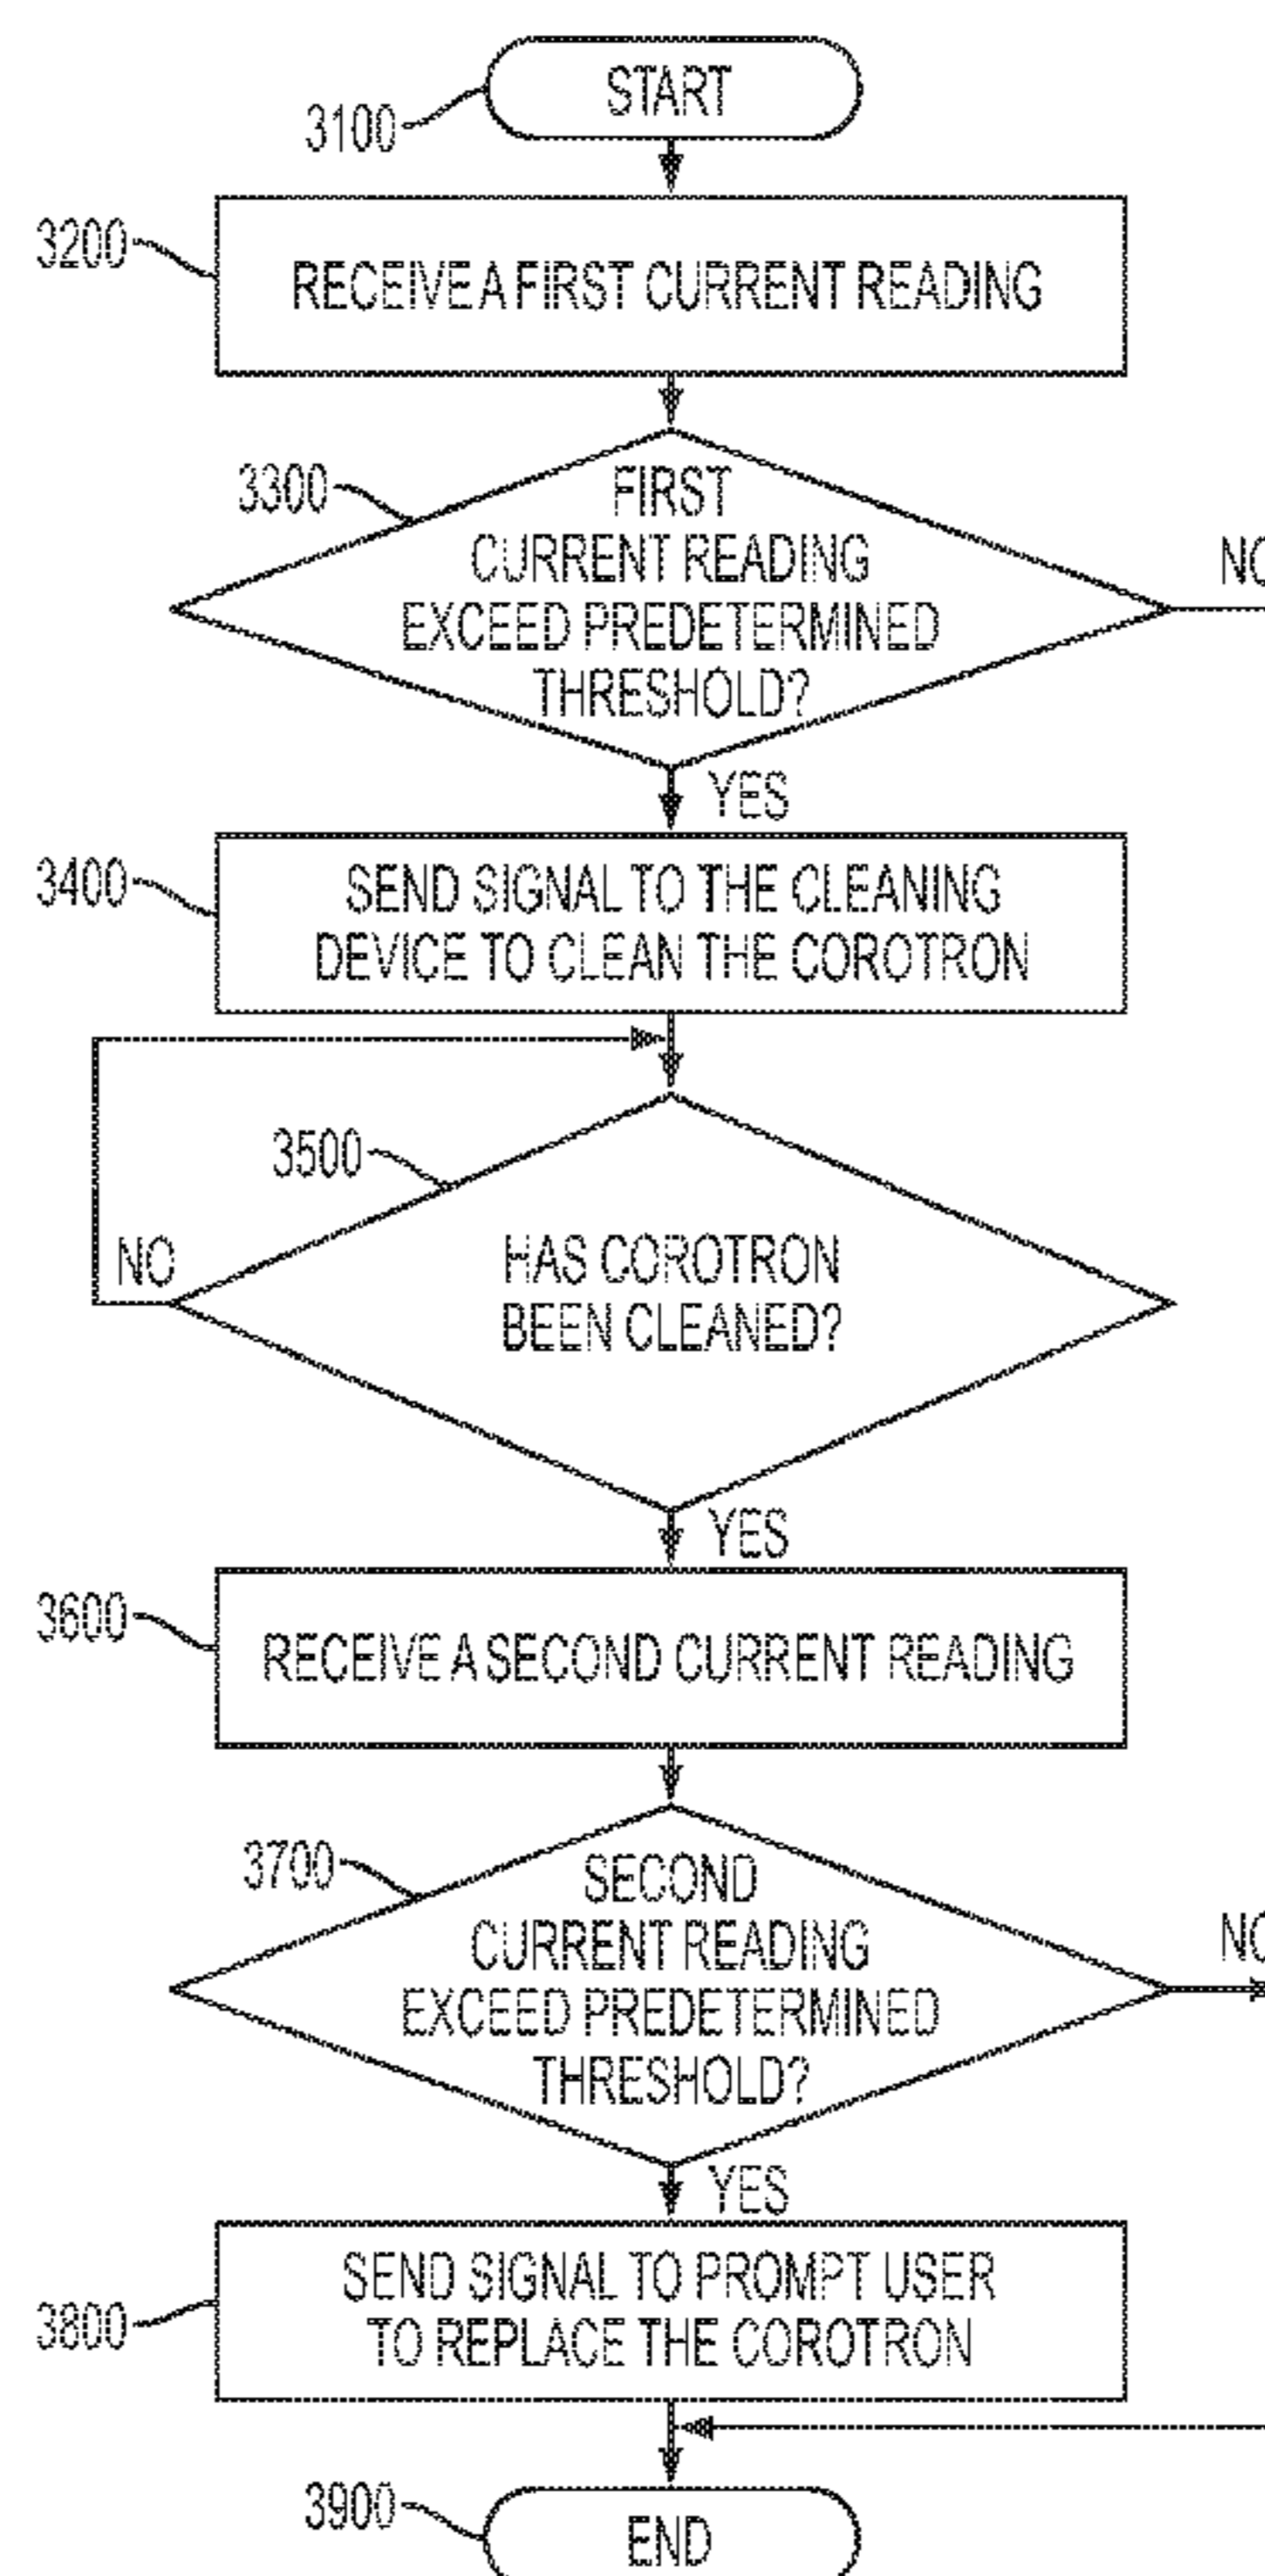 START
3100
3200
RECEIVE A FIRST CURRENT READING
3300
FIRST
CURRENT READING
EXCEED PREDETERMINED
THRESHOLD?
NO
YES
3400
SEND SIGNAL TO THE CLEANING
DEVICE TO CLEAN THE COROTRON
3500
NO
HAS COROTRON
BEEN CLEANED?
YES
3600
RECEIVE A SECOND CURRENT READING
3700
SECOND
CURRENT READING
EXCEED PREDETERMINED
THRESHOLD?
NO
YES
3800
SEND SIGNAL TO PROMPT USER
TO REPLACE THE COROTRON
3900
END